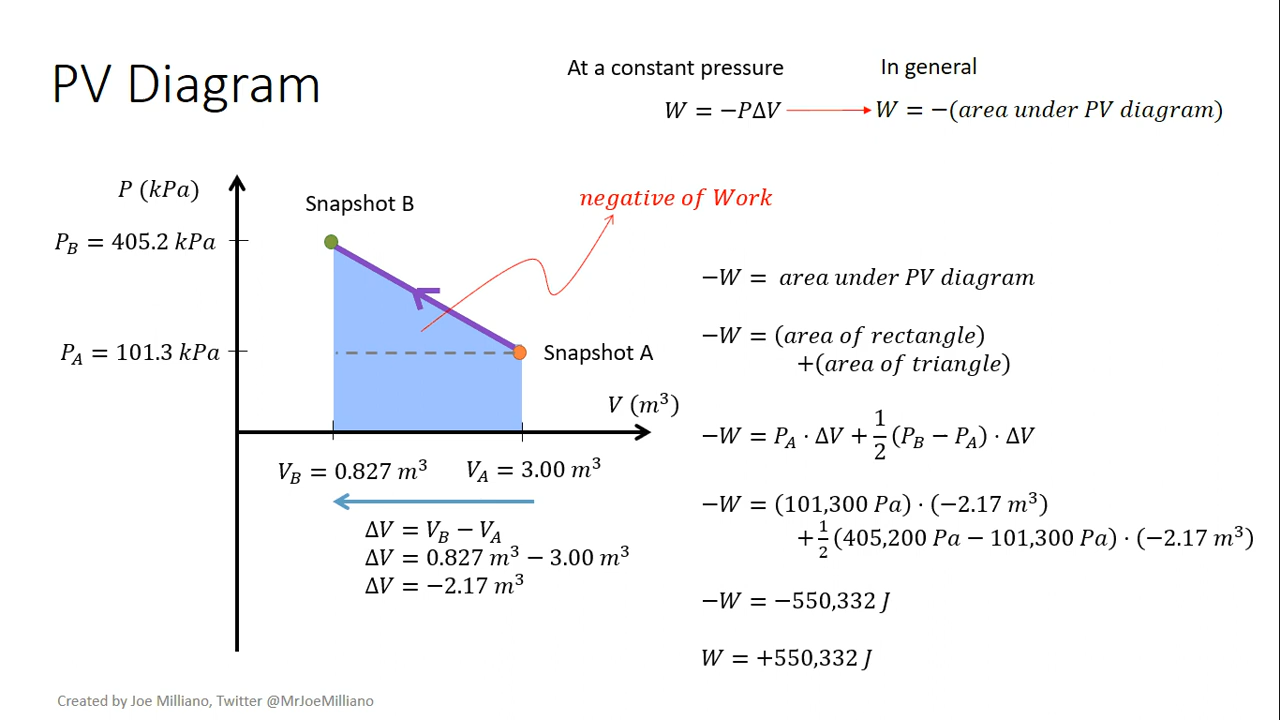 PV Diagram
At a constant pressure
In general
W = −PΔV
W = −(area under PV diagram)
P (kPa)
Snapshot B
negative of Work
P_B = 405.2 kPa
P_A = 101.3 kPa
Snapshot A
V (m³)
V_B = 0.827 m³
V_A = 3.00 m³
ΔV = V_B − V_A
ΔV = 0.827 m³ − 3.00 m³
ΔV = −2.17 m³
−W = area under PV diagram
−W = (area of rectangle)
+(area of triangle)
−W = P_A · ΔV + 1/2 (P_B − P_A) · ΔV
−W = (101,300 Pa) · (−2.17 m³)
+ 1/2 (405,200 Pa − 101,300 Pa) · (−2.17 m³)
−W = −550,332 J
W = +550,332 J
Created by Joe Milliano, Twitter @MrJoeMilliano